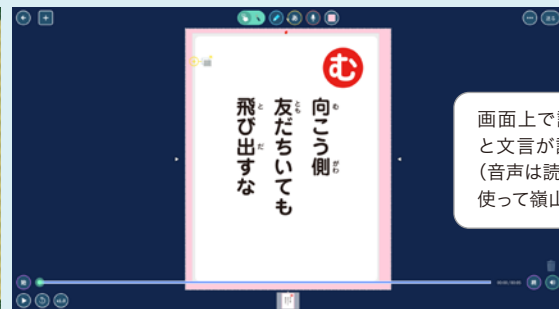 む
向こう側
友だちいても
飛び出すな
画面上で
と文言が
（音声は読
使って嶺山